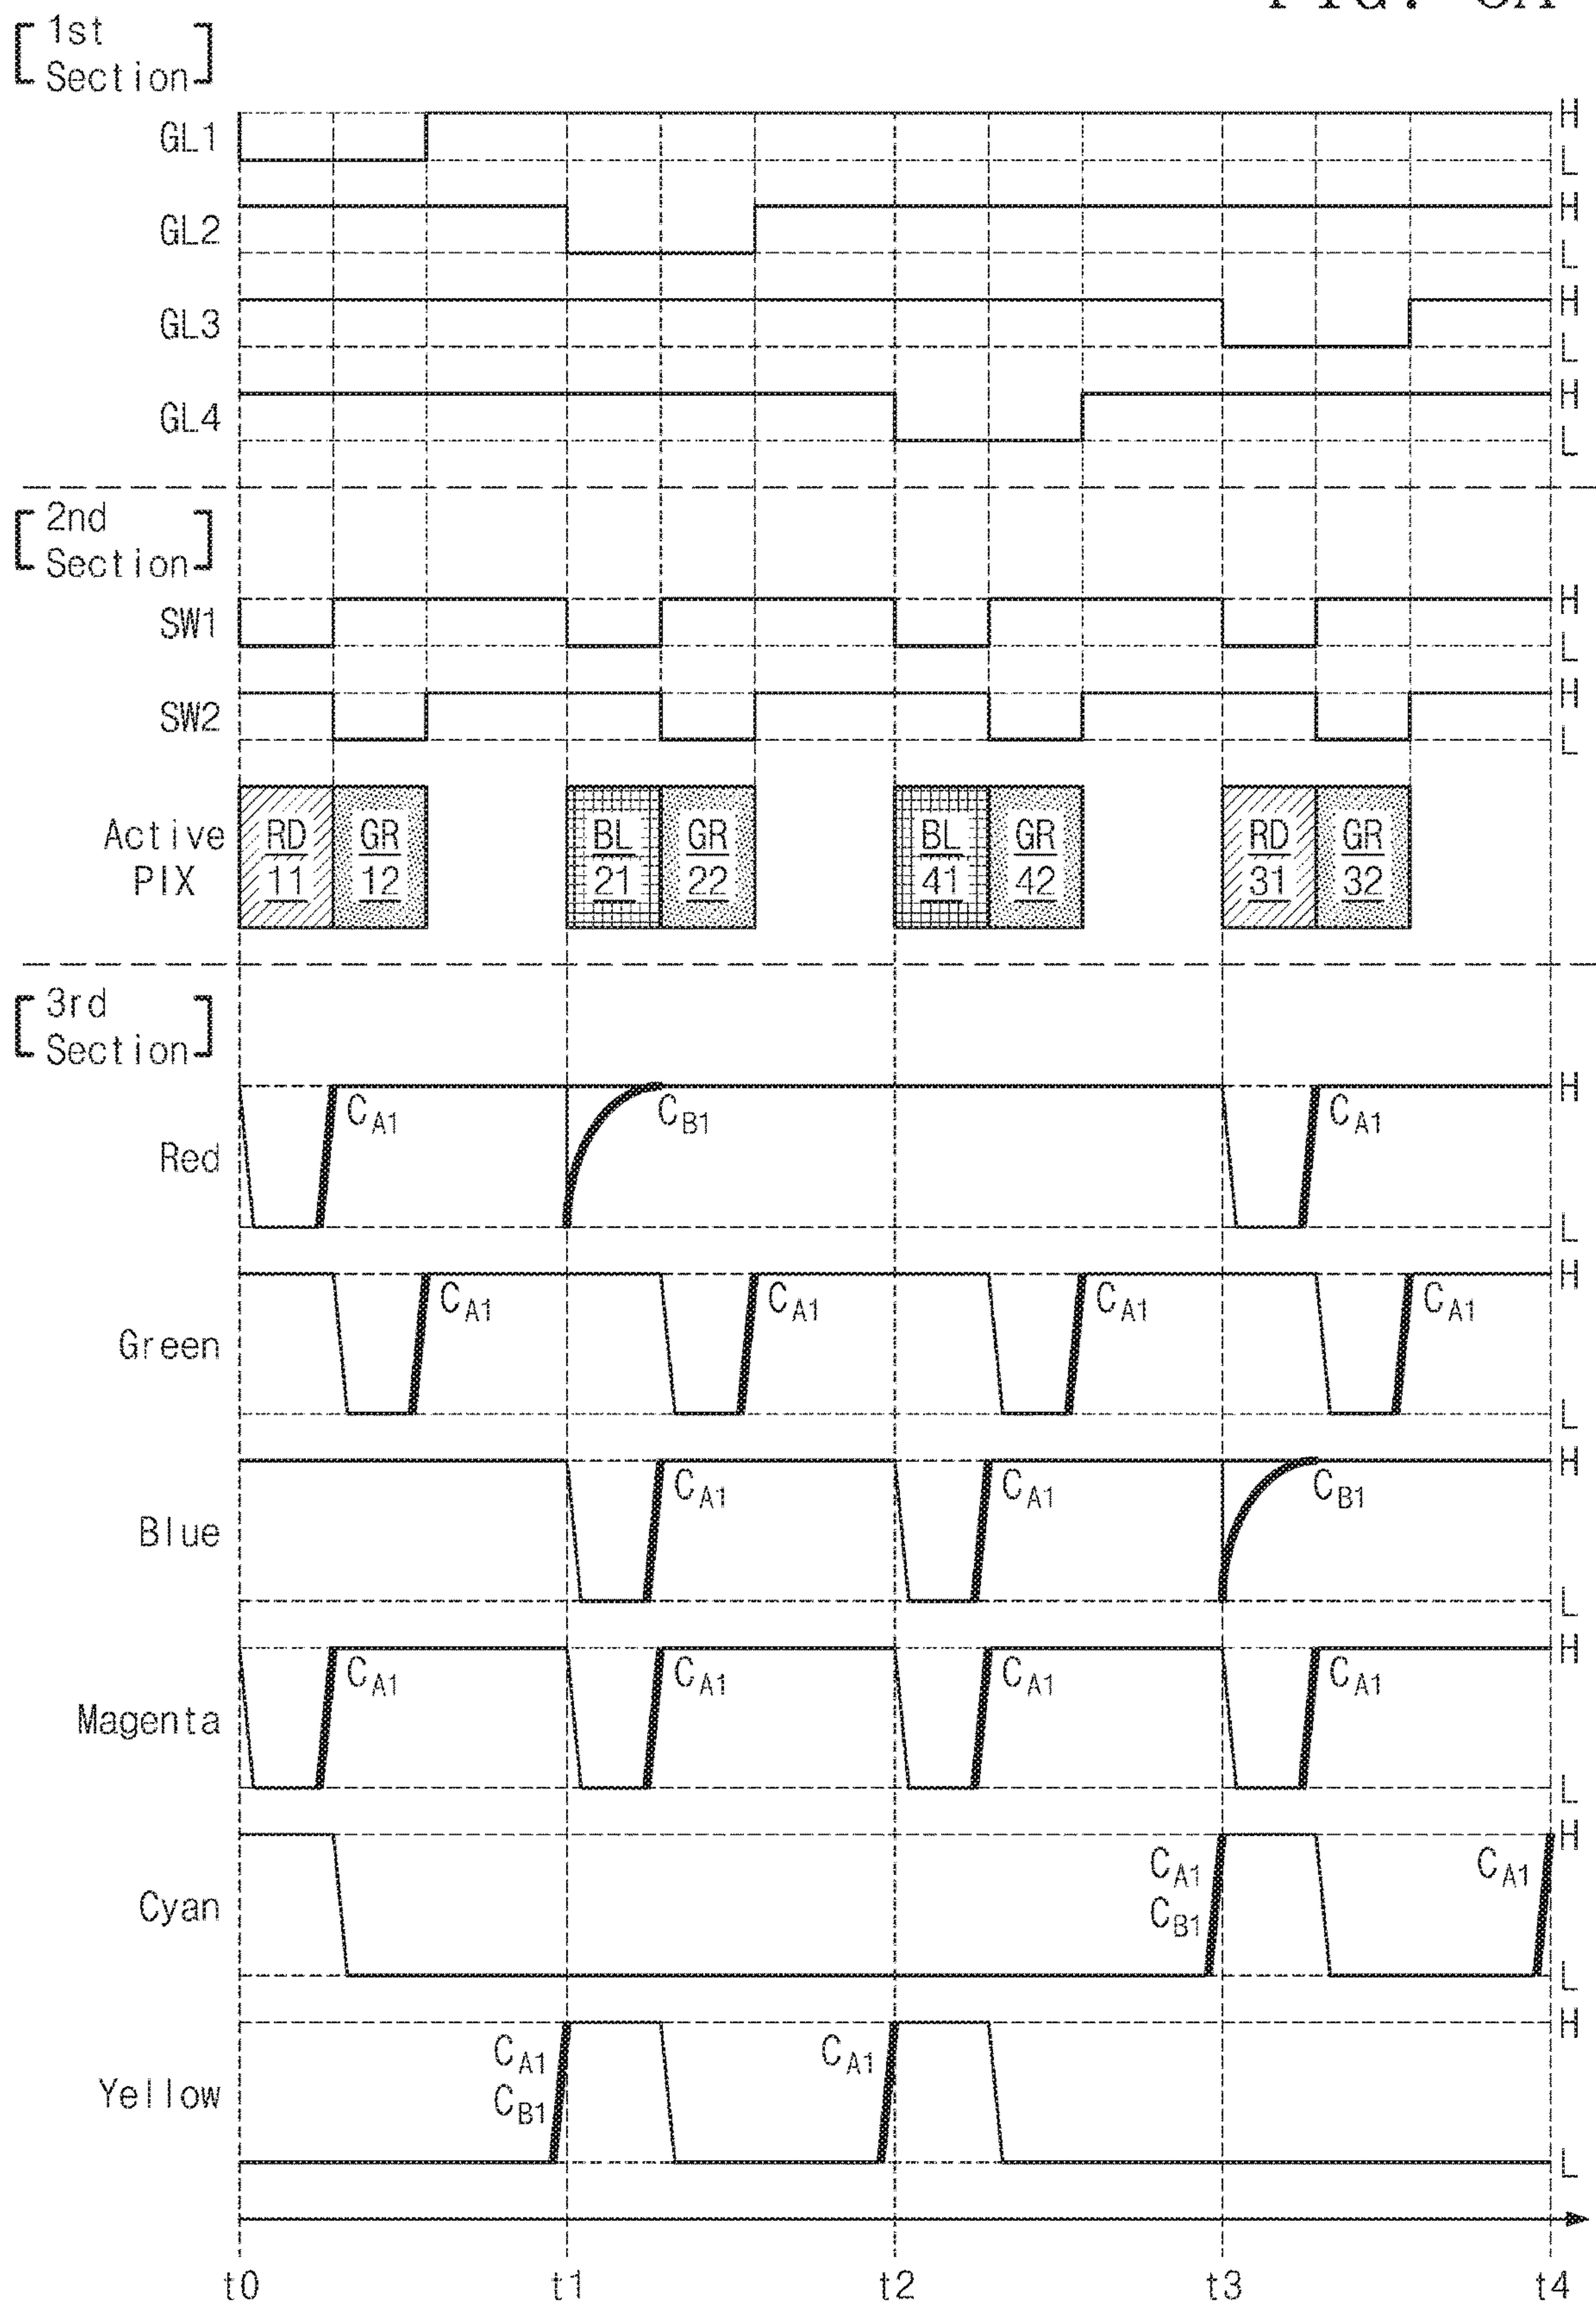 1st
Section
GL1 H
L
GL2 H
L
GL3 H
L
GL4 H
L
2nd
Section
SW1 H
L
SW2 H
L
Active PIX
RD 11
GR 12
BL 21
GR 22
BL 41
GR 42
RD 31
GR 32
3rd
Section
Red CA1 CB1 CA1 H
L
Green CA1 CA1 CA1 CA1 H
L
Blue CA1 CA1 CB1 H
L
Magenta CA1 CA1 CA1 CA1 H
L
Cyan CA1 CB1 CA1 H
L
Yellow CA1 CB1 CA1 H
L
t0 t1 t2 t3 t4